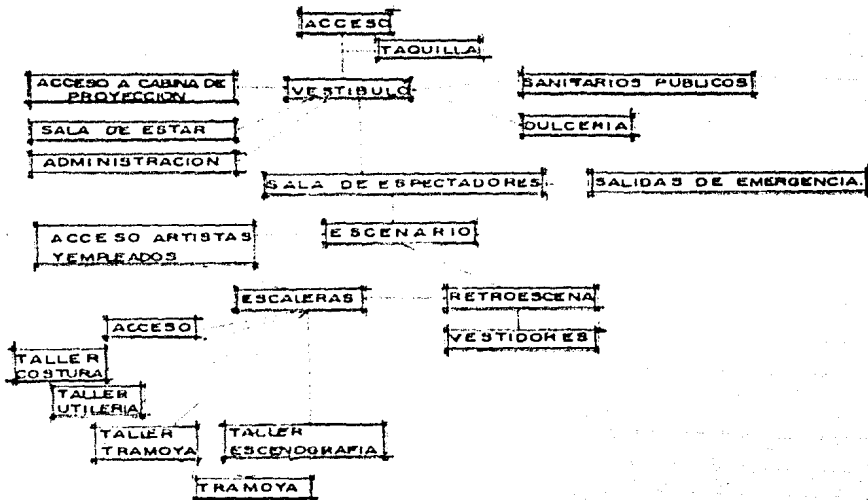 ACCESO
TAQUILLA
ACCESO A CABINA DE
PROYECCION
VESTIBULO
SANITARIOS PUBLICOS
SALA DE ESTAR
DULCERIA
ADMINISTRACION
SALA DE ESPECTADORES
SALIDAS DE EMERGENCIA
ACCESO ARTISTAS
Y EMPLEADOS
ESCENARIO
ESCALERAS
RETROESCENA
ACCESO
VESTIDORES
TALLER
COSTURA
TALLER
UTILERIA
TALLER
TRAMOYA
TALLER
ESCENOGRAFIA
TRAMOYA